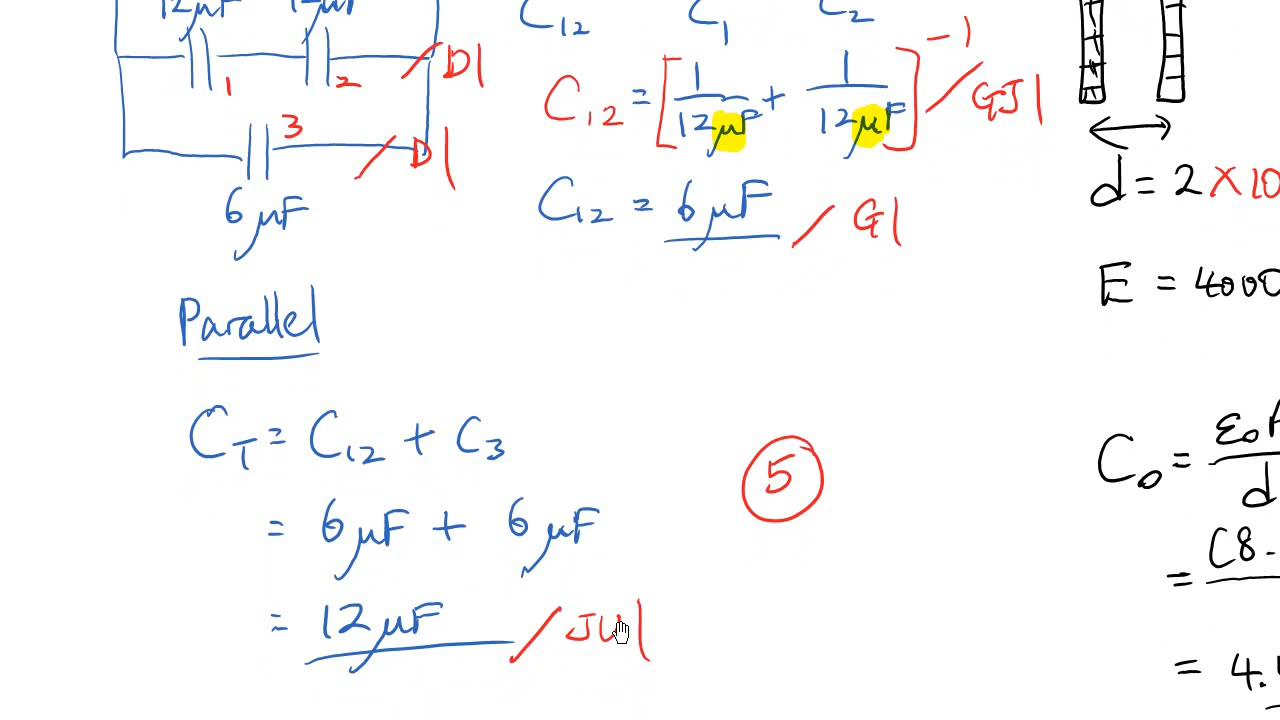 12μF 12μF
1 2 / D1
3 / D1
6μF
C12 C1 C2
C12 = [1/12μF + 1/12μF]⁻¹ / GJ1
C12 = 6μF / G1
Parallel
CT = C12 + C3
= 6μF + 6μF
= 12μF / JU1
5
d = 2 × 10
E = 4000
C0 = ε0A/d
= (8.
= 4.